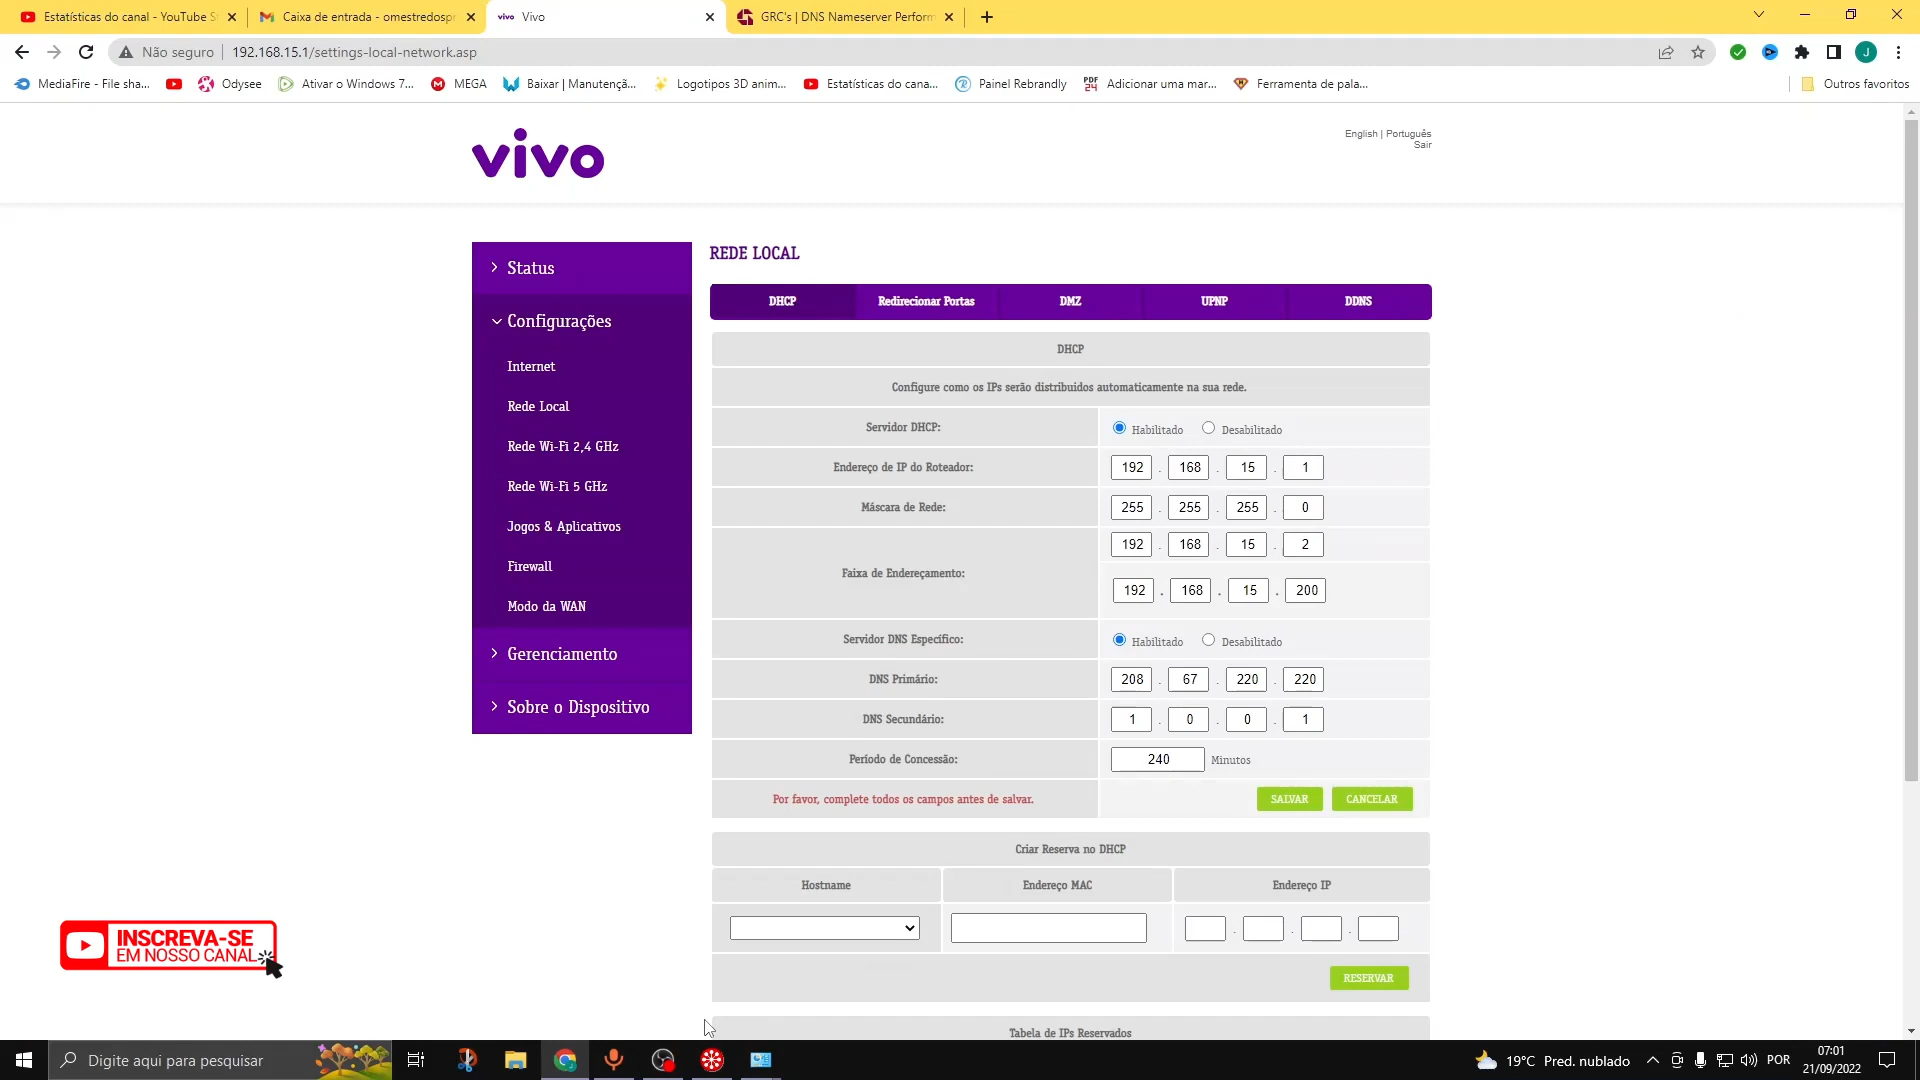 Estatísticas do canal - YouTube S
Caixa de entrada - omestredospr
vivo Vivo
GRC's | DNS Nameserver Perform
Não seguro
192.168.15.1/settings-local-network.asp
J
MediaFire - File sha...
Odysee
Ativar o Windows 7...
MEGA
Baixar | Manutençã...
Logotipos 3D anim...
Estatísticas do cana...
Painel Rebrandly
PDF 24
Adicionar uma mar...
Ferramenta de pala...
Outros favoritos
vivo
English | Português
Sair
Status
Configurações
Internet
Rede Local
Rede Wi-Fi 2,4 GHz
Rede Wi-Fi 5 GHz
Jogos & Aplicativos
Firewall
Modo da WAN
Gerenciamento
Sobre o Dispositivo
REDE LOCAL
DHCP Redirecionar Portas DMZ UPNP DDNS
DHCP
Configure como os IPs serão distribuidos automaticamente na sua rede.
Servidor DHCP: Habilitado Desabilitado
Endereço de IP do Roteador: 192 . 168 . 15 . 1
Máscara de Rede: 255 . 255 . 255 . 0
Faixa de Endereçamento: 192 . 168 . 15 . 2
192 . 168 . 15 . 200
Servidor DNS Específico: Habilitado Desabilitado
DNS Primário: 208 . 67 . 220 . 220
DNS Secundário: 1 . 0 . 0 . 1
Período de Concessão: 240 Minutos
Por favor, complete todos os campos antes de salvar. SALVAR CANCELAR
Criar Reserva no DHCP
Hostname Endereço MAC Endereço IP
. . .
RESERVAR
Tabela de IPs Reservados
INSCREVA-SE
EM NOSSO CANAL
Digite aqui para pesquisar
19°C Pred. nublado
POR
07:01
21/09/2022